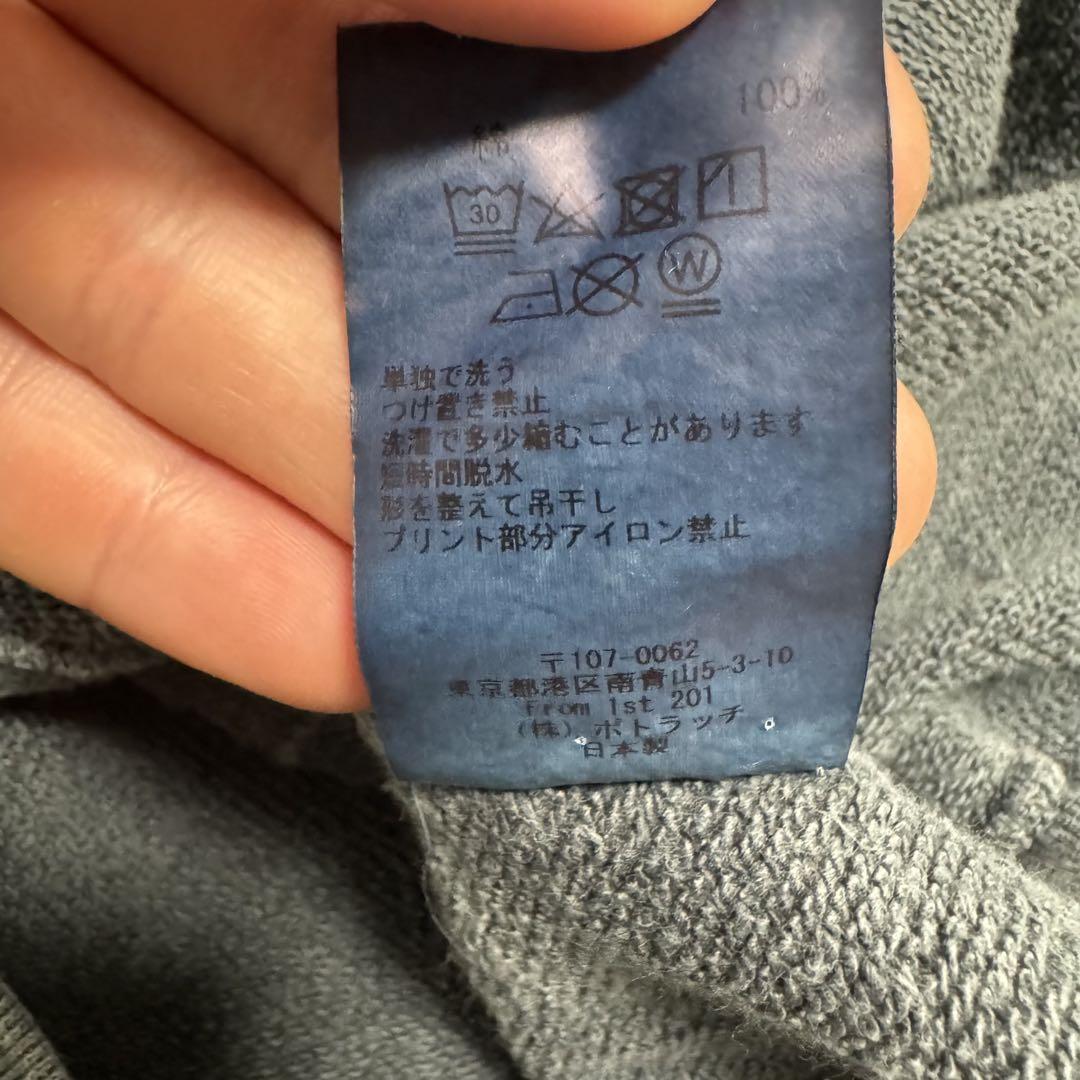 綿 100%
30
W
単独で洗う
つけ置き禁止
洗濯で多少縮むことがあります
短時間脱水
形を整えて吊干し
プリント部分アイロン禁止
〒107-0062
東京都港区南青山5-3-10
From 1st 201
(株)ポトラッチ
日本製